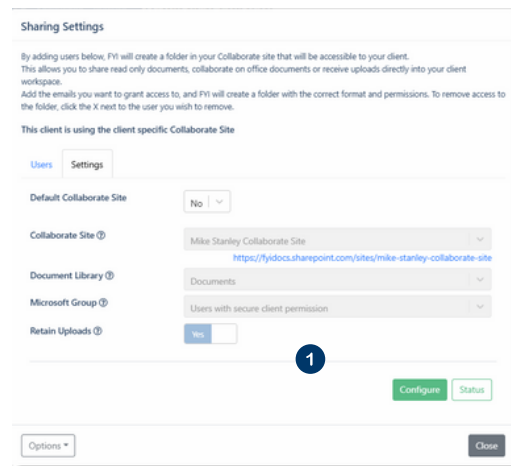 Sharing Settings
By adding users below, FYI will create a folder in your Collaborate site that will be accessible to your client.
This allows you to share read only documents, collaborate on office documents or receive uploads directly into your client
workspace.
Add the emails you want to grant access to, and FYI will create a folder with the correct format and permissions. To remove access to
the folder, click the X next to the user you wish to remove.
This client is using the client specific Collaborate Site
Users Settings
Default Collaborate Site No
Collaborate Site Mike Stanley Collaborate Site
https://fyidocs.sharepoint.com/sites/mike-stanley-collaborate-site
Document Library Documents
Microsoft Group Users with secure client permission
Retain Uploads Yes
1
Configure Status
Options Close